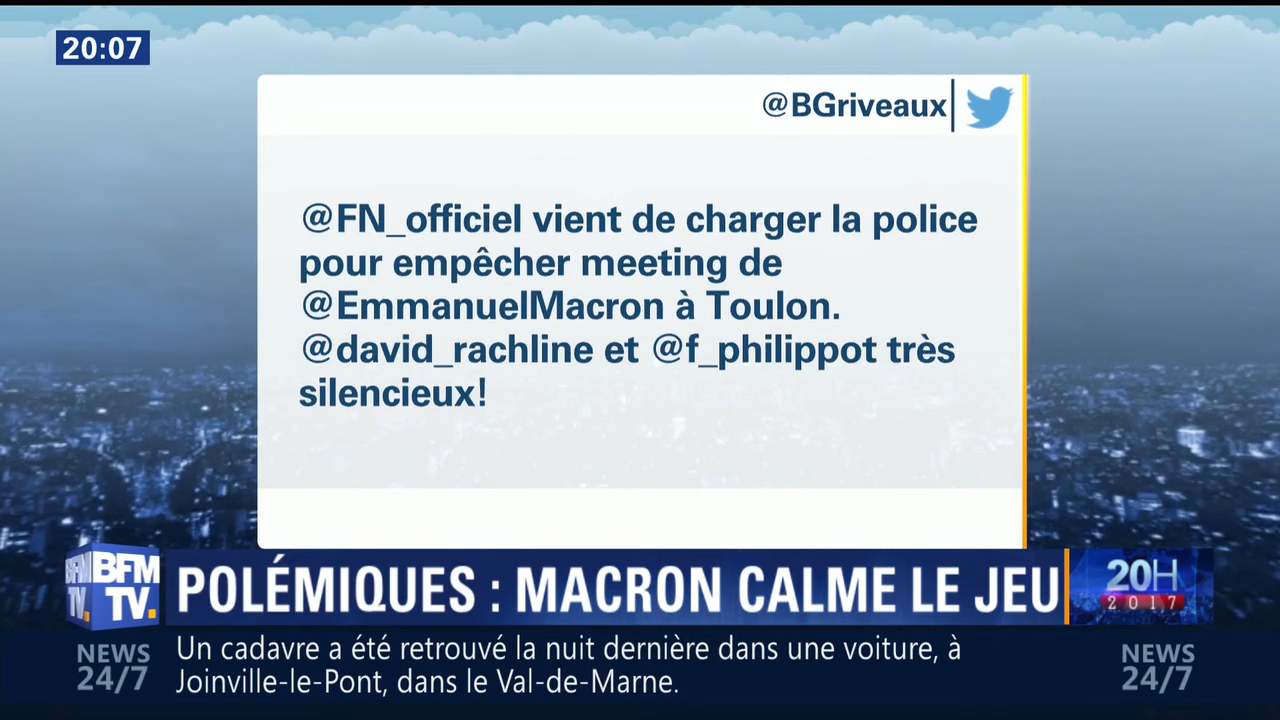 20:07
@BGriveaux
@FN_officiel vient de charger la police
pour empêcher meeting de
@EmmanuelMacron à Toulon.
@david_rachline et @f_philippot très
silencieux!
BFM
TV.
POLÉMIQUES : MACRON CALME LE JEU
20H
2017
NEWS
24/7
Un cadavre a été retrouvé la nuit dernière dans une voiture, à
Joinville-le-Pont, dans le Val-de-Marne.
NEWS
24/7